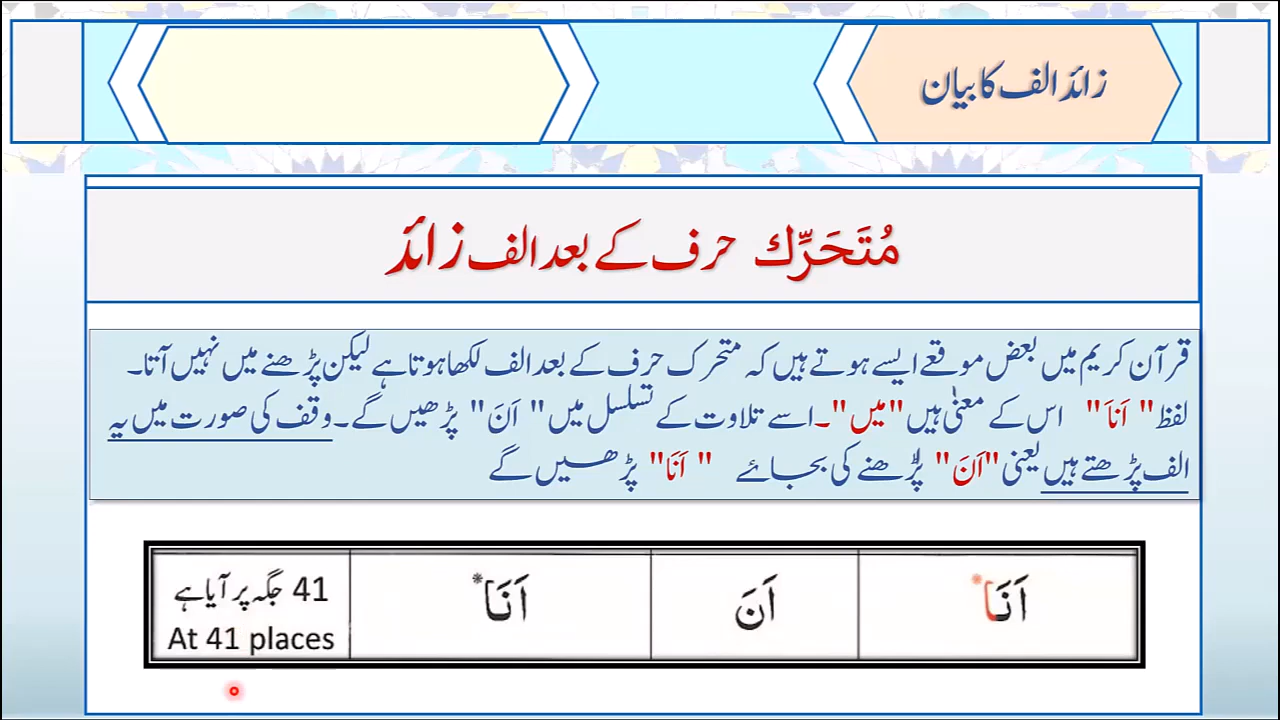 زائد الف کا بیان
مُتَحَرِّك حرف کے بعد الف زائد
قرآن کریم میں بعض موقعے ایسے ہوتے ہیں کہ متحرک حرف کے بعد الف لکھا ہوتا ہے لیکن پڑھنے میں نہیں آتا۔
لفظ "اَنَا" اس کے معنیٰ ہیں "میں"۔ اسے تلاوت کے تسلسل میں "اَنَ" پڑھیں گے۔ وقف کی صورت میں یہ
الف پڑھتے ہیں یعنی "اَنَ" پڑھنے کی بجائے "اَنَا" پڑھیں گے
اَنَا* اَنَ اَنَا* 41 جگہ پر آیا ہے
At 41 places